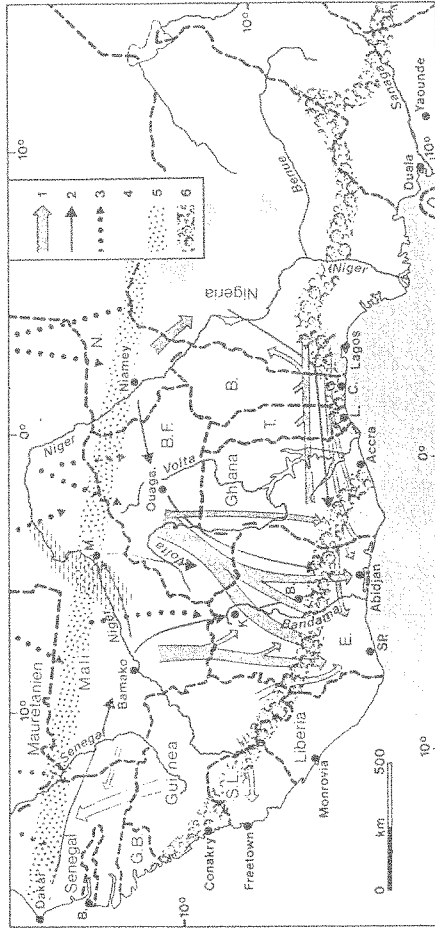 10°
0°
10°
1
2
3
4
5
6
Mauretanien
Senegal
Dakar
Senegal
B.
G.B.
Guinea
Mali
Bamako
Niger
M.
Niger
Niamey
N.
Ouaga.
B.F.
Volta
Volta
Nigeria
Benue
Niger
Sanaga
Yaounde
Duala
10°
Conakry
Freetown
S.L.
Liberia
Monrovia
K.
B.
Bandama
E.
S.P.
Abidjan
Ghana
Accra
T.
B.
L.
C.
Lagos
10°
0°
10°
0
km
500